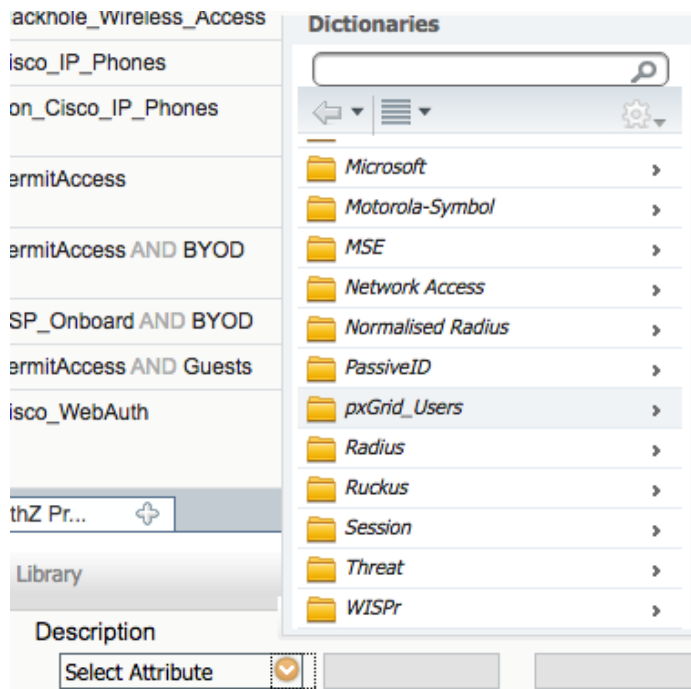 ackhole_Wireless_Access
isco_IP_Phones
on_Cisco_IP_Phones
ermitAccess
ermitAccess AND BYOD
SP_Onboard AND BYOD
ermitAccess AND Guests
isco_WebAuth
thZ Pr...
Library
Description
Select Attribute
Dictionaries
Microsoft
Motorola-Symbol
MSE
Network Access
Normalised Radius
PassiveID
pxGrid_Users
Radius
Ruckus
Session
Threat
WISPr